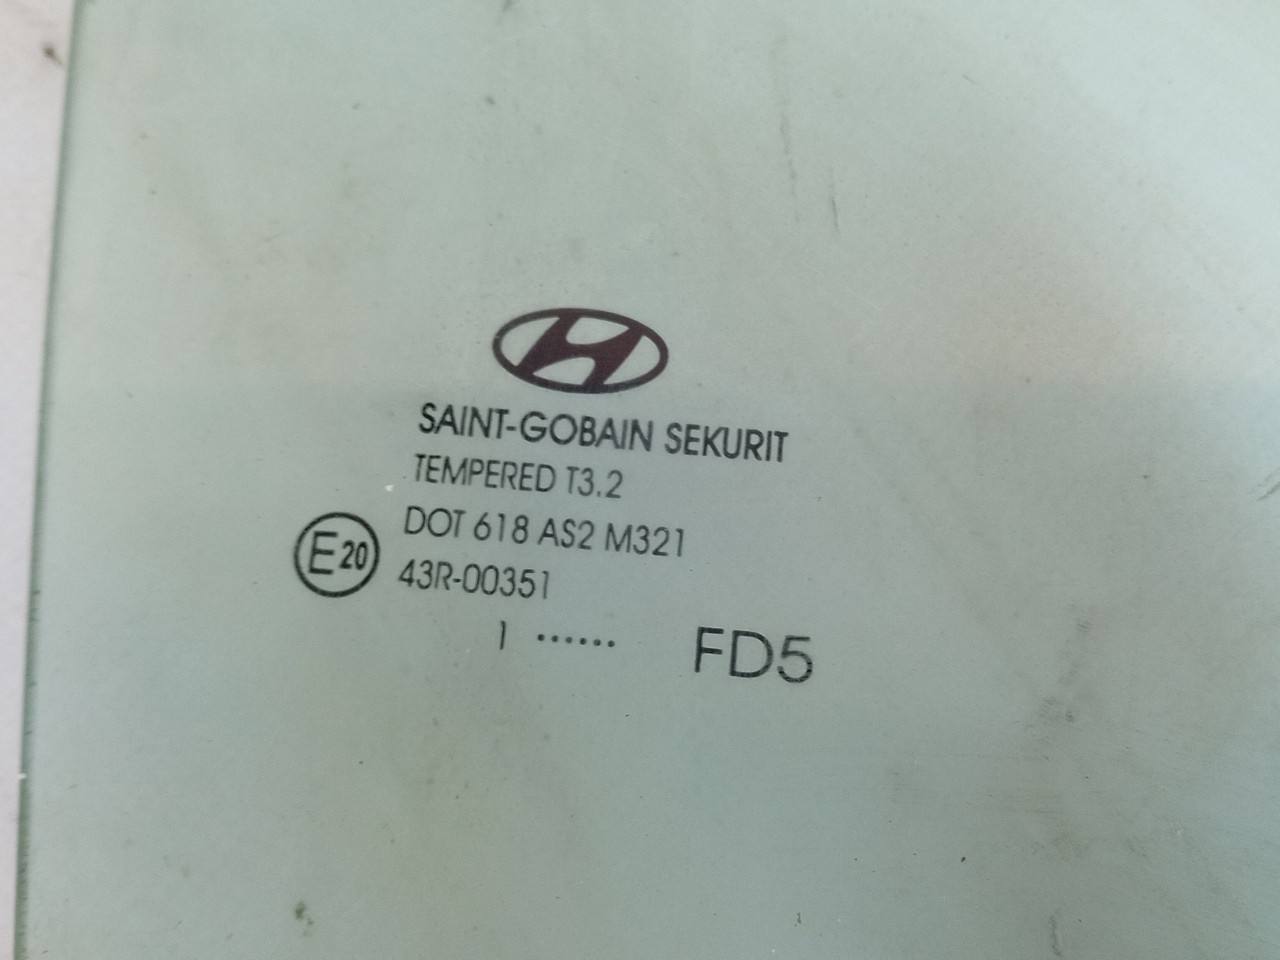 SAINT-GOBAIN SEKURIT
TEMPERED T3.2
DOT 618 AS2 M321
E20 43R-00351
1 ...... FD5